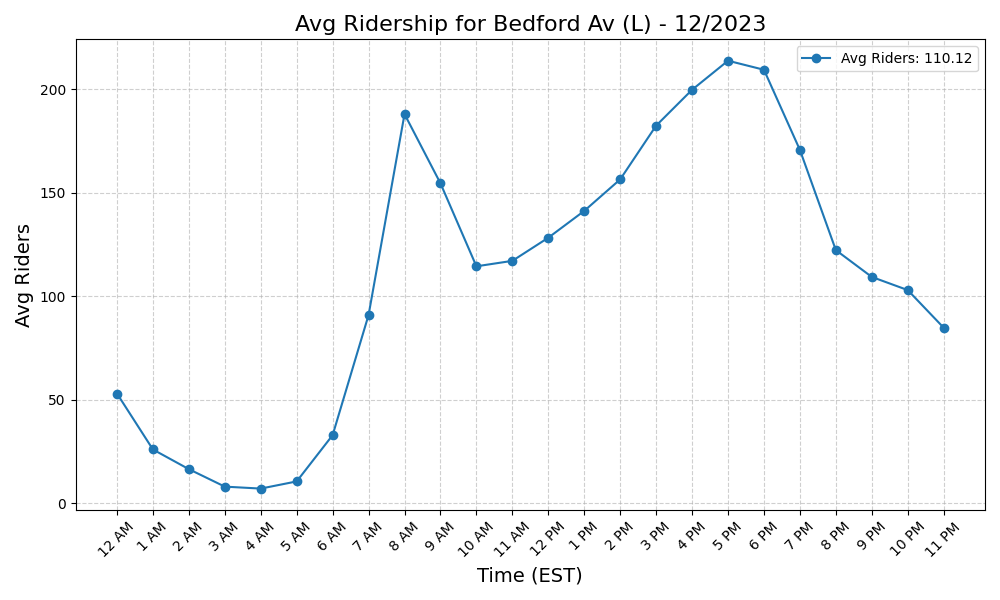 Avg Ridership for Bedford Av (L) - 12/2023
Avg Riders: 110.12
Avg Riders
200
150
100
50
0
12 AM
1 AM
2 AM
3 AM
4 AM
5 AM
6 AM
7 AM
8 AM
9 AM
10 AM
11 AM
12 PM
1 PM
2 PM
3 PM
4 PM
5 PM
6 PM
7 PM
8 PM
9 PM
10 PM
11 PM
Time (EST)